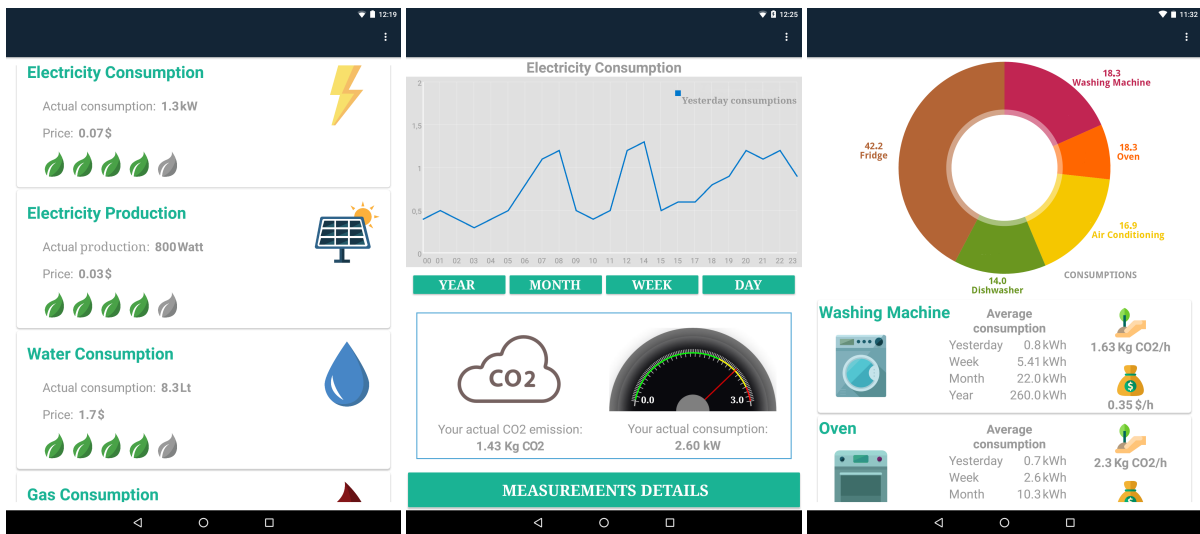 12:19
Electricity Consumption
Actual consumption: 1.3kW
Price: 0.07$
Electricity Production
Actual production: 800Watt
Price: 0.03$
Water Consumption
Actual consumption: 8.3Lt
Price: 1.7$
Gas Consumption
12:25
Electricity Consumption
2
Yesterday consumptions
1,5
1
0,5
0
00 01 02 03 04 05 06 07 08 09 10 11 12 14 15 15 16 17 18 19 20 21 22 23
YEAR MONTH WEEK DAY
CO2
0.0 3.0
Your actual CO2 emission:
1.43 Kg CO2
Your actual consumption:
2.60 kW
MEASUREMENTS DETAILS
11:32
18.3
Washing Machine
42.2
Fridge
18.3
Oven
16.9
Air Conditioning
14.0
Dishwasher
CONSUMPTIONS
Washing Machine
Average
consumption
Yesterday 0.8kWh
Week 5.41kWh
Month 22.0kWh
Year 260.0kWh
1.63 Kg CO2/h
$
0.35 $/h
Oven
Average
consumption
Yesterday 0.7kWh
Week 2.6kWh
Month 10.3kWh
2.3 Kg CO2/h
$